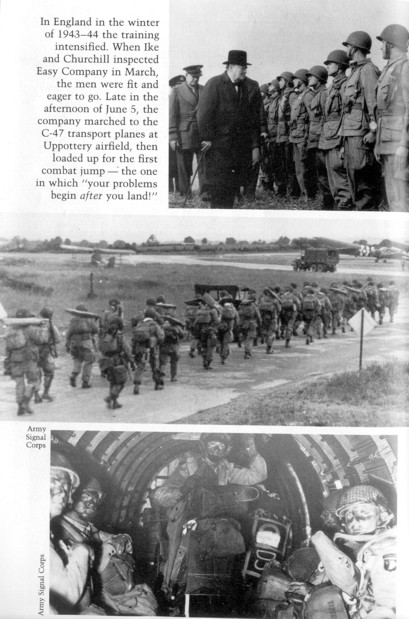 In England in the winter
of 1943–44 the training
intensified. When Ike
and Churchill inspected
Easy Company in March,
the men were fit and
eager to go. Late in the
afternoon of June 5, the
company marched to the
C-47 transport planes at
Uppottery airfield, then
loaded up for the first
combat jump — the one
in which "your problems
begin after you land!"
Army
Signal
Corps
Army Signal Corps